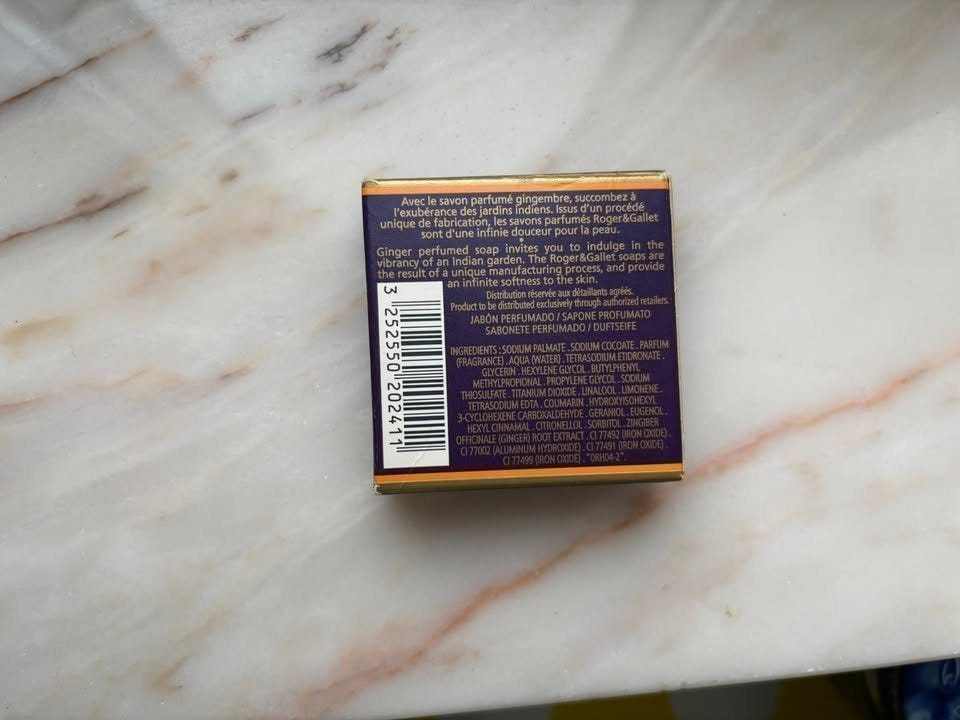 Avec le savon parfumé gingembre, succombez à
l'exubérance des jardins indiens. Issus d'un procédé
unique de fabrication, les savons parfumés Roger&Gallet
sont d'une infinie douceur pour la peau.
Ginger perfumed soap invites you to indulge in the
vibrancy of an Indian garden. The Roger&Gallet soaps are
the result of a unique manufacturing process, and provide
an infinite softness to the skin.
Distribution réservée aux détaillants agréés.
Product to be distributed exclusively through authorized retailers.
JABÓN PERFUMADO / SAPONE PROFUMATO
SABONETE PERFUMADO / DUFTSEIFE
INGREDIENTS : SODIUM PALMATE . SODIUM COCOATE . PARFUM
(FRAGRANCE) . AQUA (WATER) . TETRASODIUM ETIDRONATE .
GLYCERIN . HEXYLENE GLYCOL . BUTYLPHENYL
METHYLPROPIONAL . PROPYLENE GLYCOL . SODIUM
THIOSULFATE . TITANIUM DIOXIDE . LINALOOL . LIMONENE .
TETRASODIUM EDTA . COUMARIN . HYDROXYISOHEXYL
3-CYCLOHEXENE CARBOXALDEHYDE . GERANIOL . EUGENOL .
HEXYL CINNAMAL . CITRONELLOL . SORBITOL . ZINGIBER
OFFICINALE (GINGER) ROOT EXTRACT . CI 77492 (IRON OXIDE) .
CI 77002 (ALUMINUM HYDROXIDE) . CI 77491 (IRON OXIDE) .
CI 77499 (IRON OXIDE) . "0RH04-2".
3 252550 202411